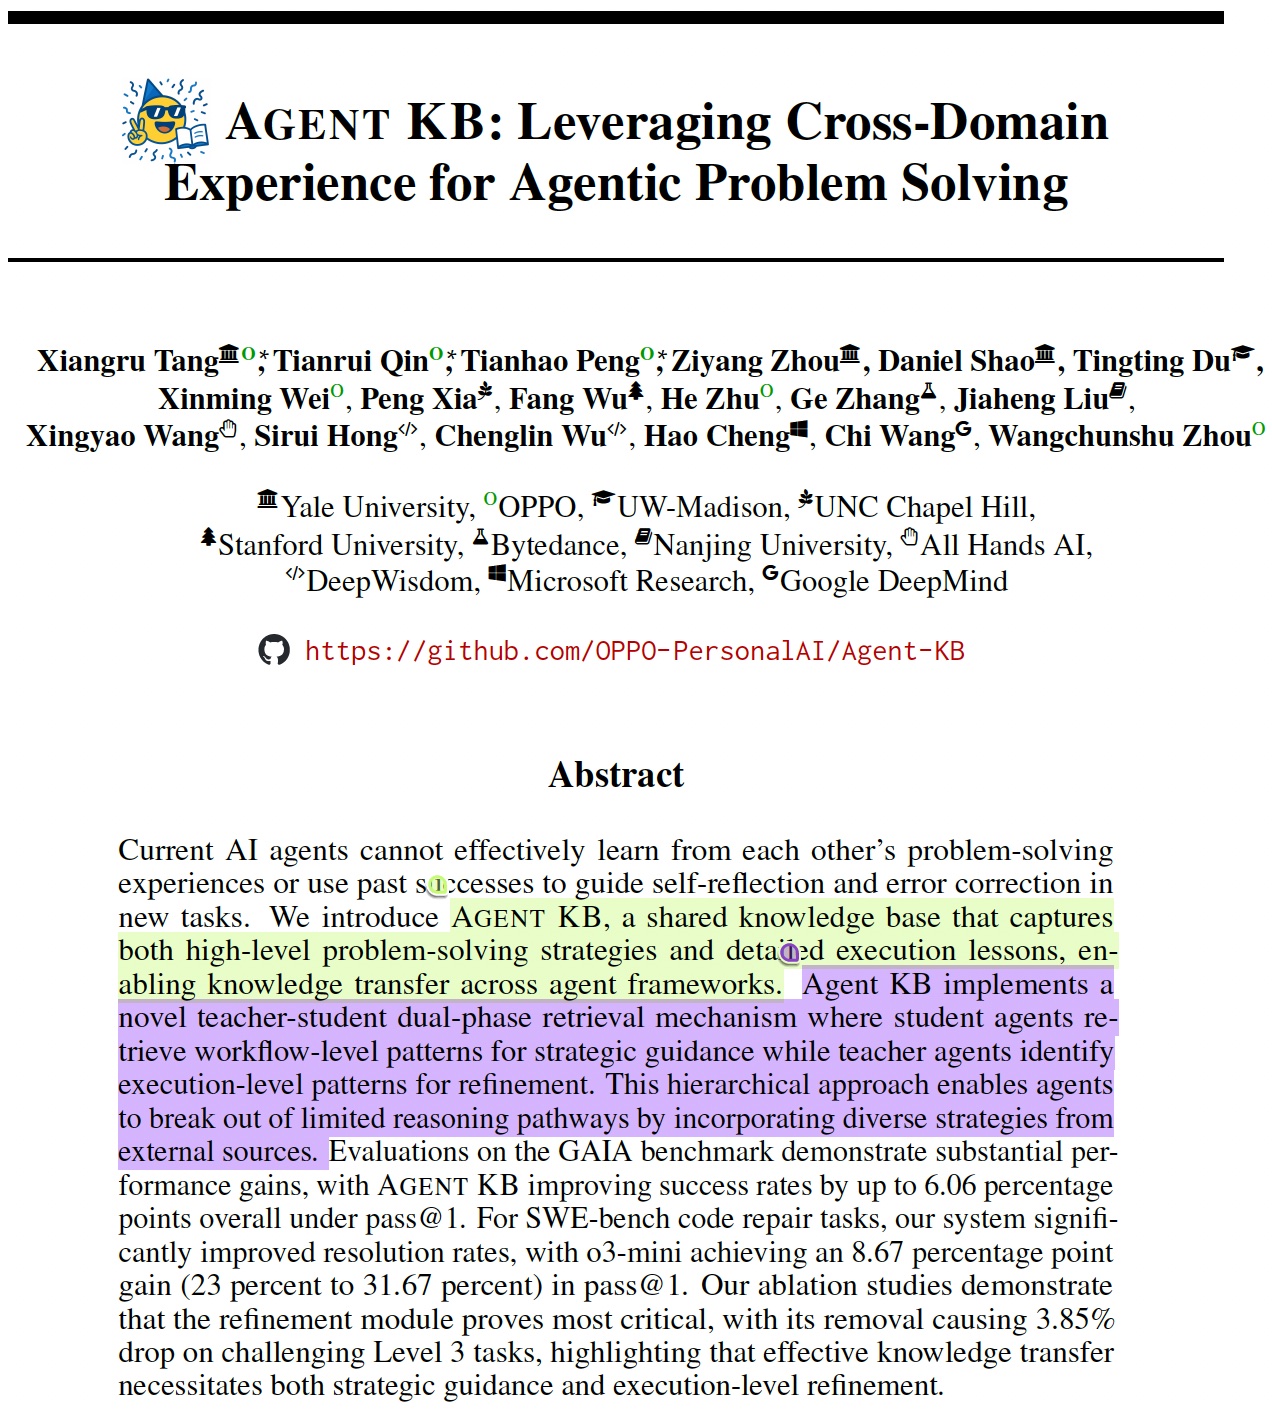 AGENT KB: Leveraging Cross-Domain
Experience for Agentic Problem Solving
Xiangru Tang O*, Tianrui Qin O*, Tianhao Peng O*, Ziyang Zhou, Daniel Shao, Tingting Du,
Xinming Wei O, Peng Xia, Fang Wu, He Zhu O, Ge Zhang, Jiaheng Liu,
Xingyao Wang, Sirui Hong </>, Chenglin Wu </>, Hao Cheng, Chi Wang G, Wangchunshu Zhou O
Yale University, O OPPO, UW-Madison, UNC Chapel Hill,
Stanford University, Bytedance, Nanjing University, All Hands AI,
</> DeepWisdom, Microsoft Research, G Google DeepMind
https://github.com/OPPO-PersonalAI/Agent-KB
Abstract
Current AI agents cannot effectively learn from each other's problem-solving
experiences or use past successes to guide self-reflection and error correction in
new tasks. We introduce AGENT KB, a shared knowledge base that captures
both high-level problem-solving strategies and detailed execution lessons, en-
abling knowledge transfer across agent frameworks. Agent KB implements a
novel teacher-student dual-phase retrieval mechanism where student agents re-
trieve workflow-level patterns for strategic guidance while teacher agents identify
execution-level patterns for refinement. This hierarchical approach enables agents
to break out of limited reasoning pathways by incorporating diverse strategies from
external sources. Evaluations on the GAIA benchmark demonstrate substantial per-
formance gains, with AGENT KB improving success rates by up to 6.06 percentage
points overall under pass@1. For SWE-bench code repair tasks, our system signifi-
cantly improved resolution rates, with o3-mini achieving an 8.67 percentage point
gain (23 percent to 31.67 percent) in pass@1. Our ablation studies demonstrate
that the refinement module proves most critical, with its removal causing 3.85%
drop on challenging Level 3 tasks, highlighting that effective knowledge transfer
necessitates both strategic guidance and execution-level refinement.